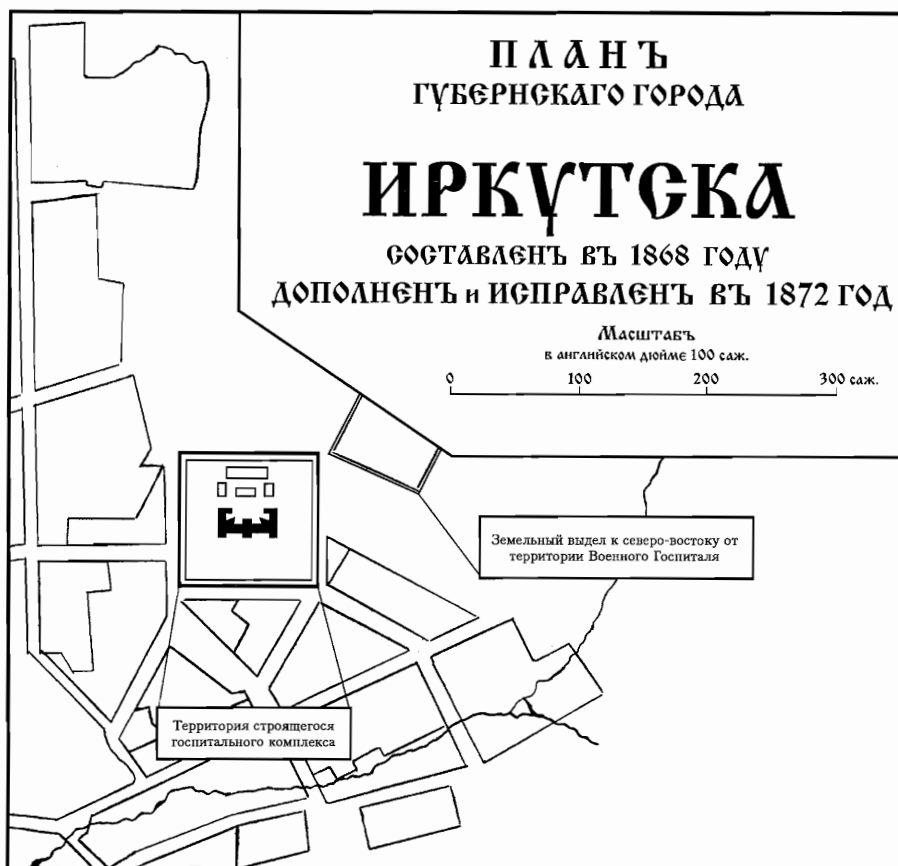 ПЛАНЪ
ГУБЕРНСКАГО ГОРОДА
ИРКУТСКА
СОСТАВЛЕНЪ ВЪ 1868 ГОДУ
ДОПОЛНЕНЪ и ИСПРАВЛЕНЪ ВЪ 1872 ГОД
Масштабъ
в английском дюйме 100 саж.
0 100 200 300 саж.
Земельный выдел к северо-востоку от
территории Военного Госпиталя
Территория строящегося
госпитального комплекса